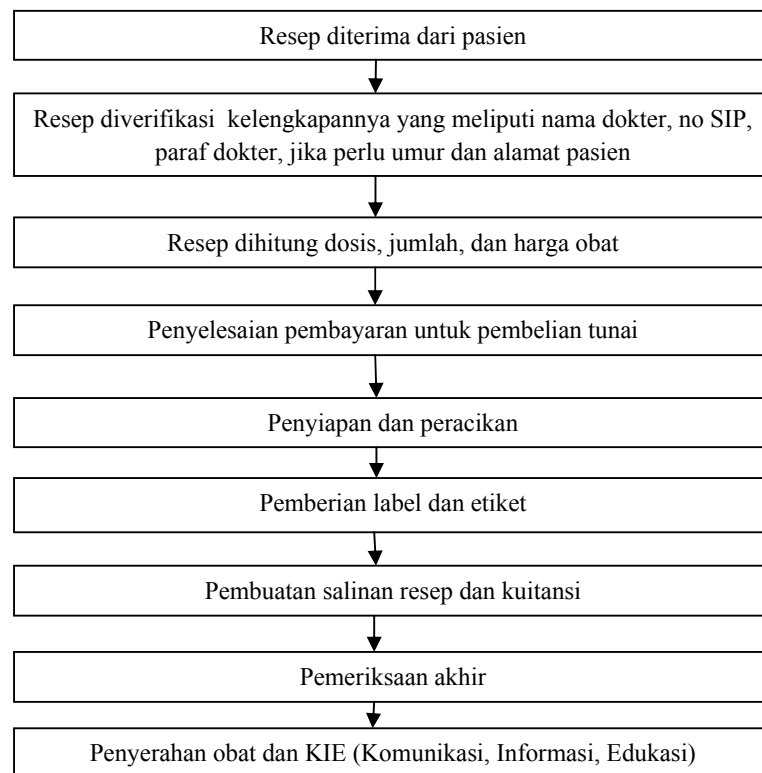 Resep diterima dari pasien
Resep diverifikasi kelengkapannya yang meliputi nama dokter, no SIP,
paraf dokter, jika perlu umur dan alamat pasien
Resep dihitung dosis, jumlah, dan harga obat
Penyelesaian pembayaran untuk pembelian tunai
Penyiapan dan peracikan
Pemberian label dan etiket
Pembuatan salinan resep dan kuitansi
Pemeriksaan akhir
Penyerahan obat dan KIE (Komunikasi, Informasi, Edukasi)